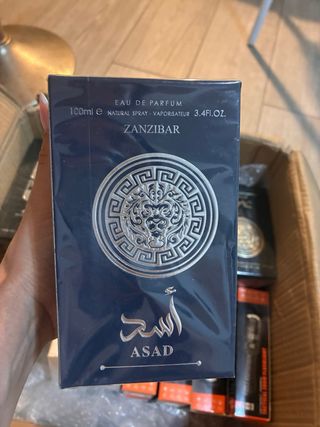 EAU DE PARFUM
100ml e NATURAL SPRAY - VAPORISATEUR 3.4Fl.OZ.
ZANZIBAR
أسد
ASAD